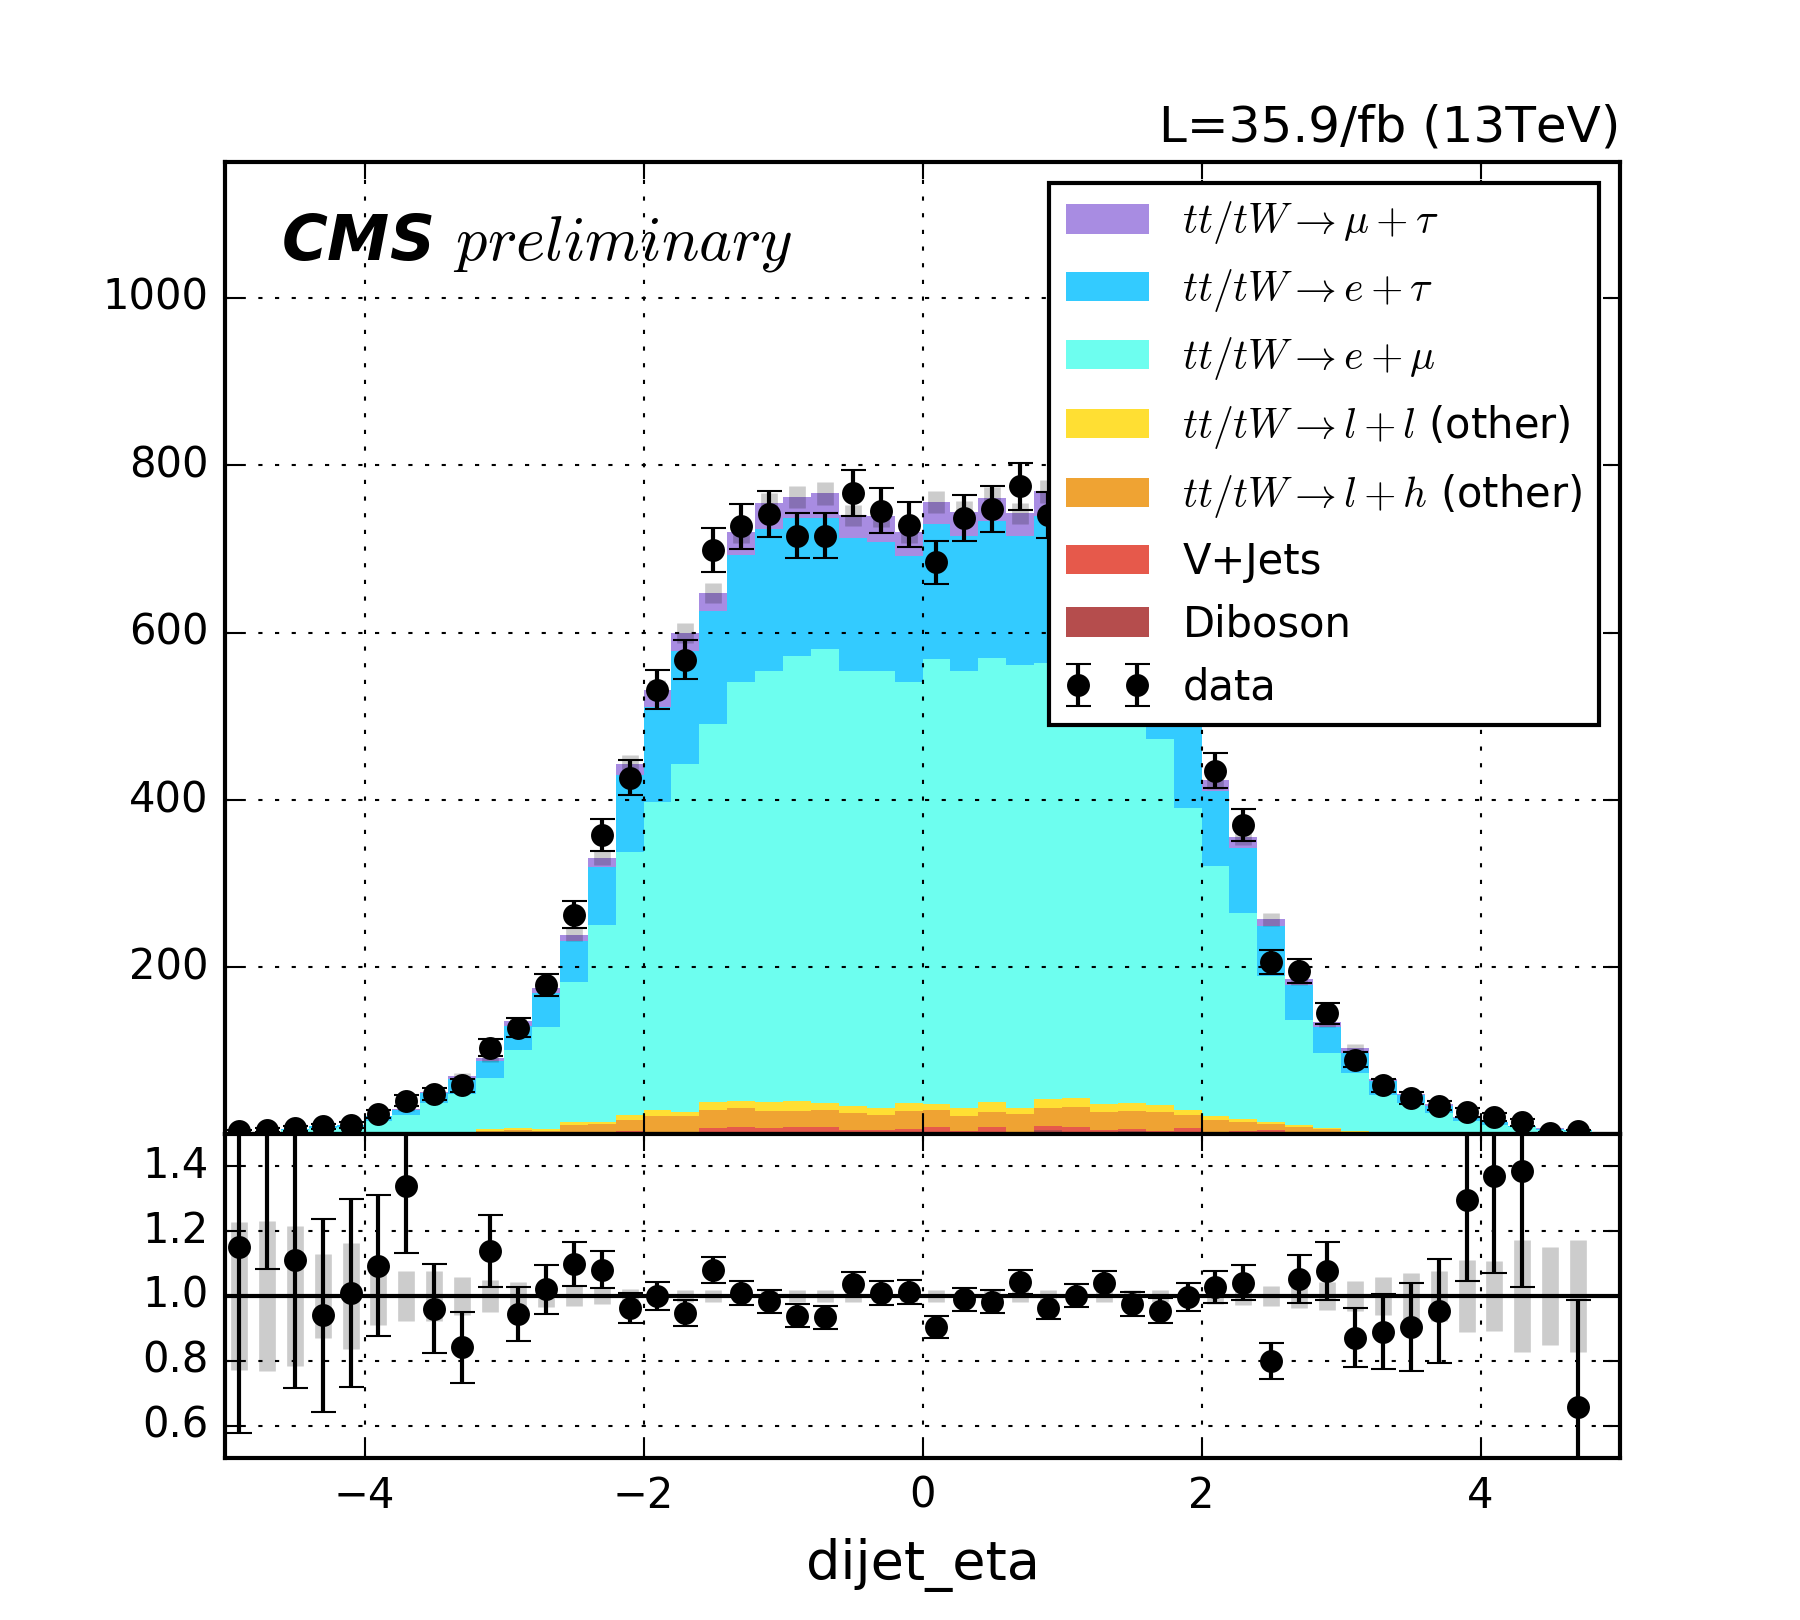 L=35.9/fb (13TeV)
CMS preliminary
tt/tW→μ+τ
tt/tW→e+τ
tt/tW→e+μ
tt/tW→l+l (other)
tt/tW→l+h (other)
V+Jets
Diboson
data
1000
800
600
400
200
1.4
1.2
1.0
0.8
0.6
−4 −2 0 2 4
dijet_eta